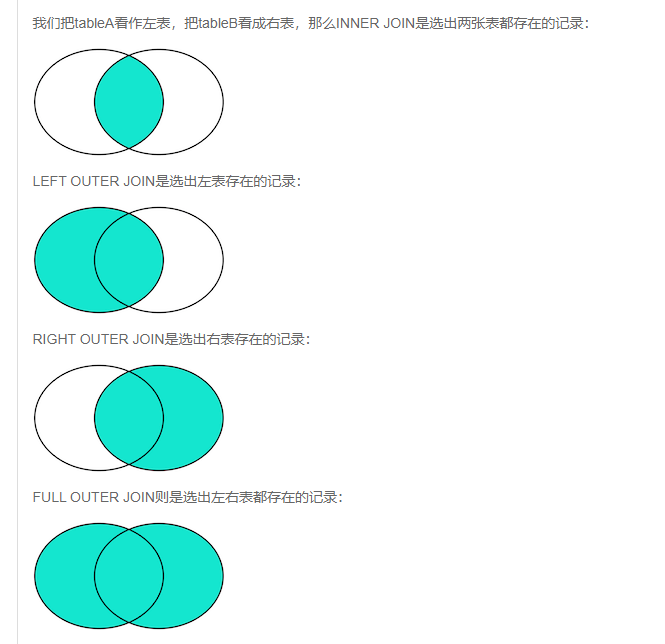 我们把tableA看作左表，把tableB看成右表，那么INNER JOIN是选出两张表都存在的记录：
LEFT OUTER JOIN是选出左表存在的记录：
RIGHT OUTER JOIN是选出右表存在的记录：
FULL OUTER JOIN则是选出左右表都存在的记录：